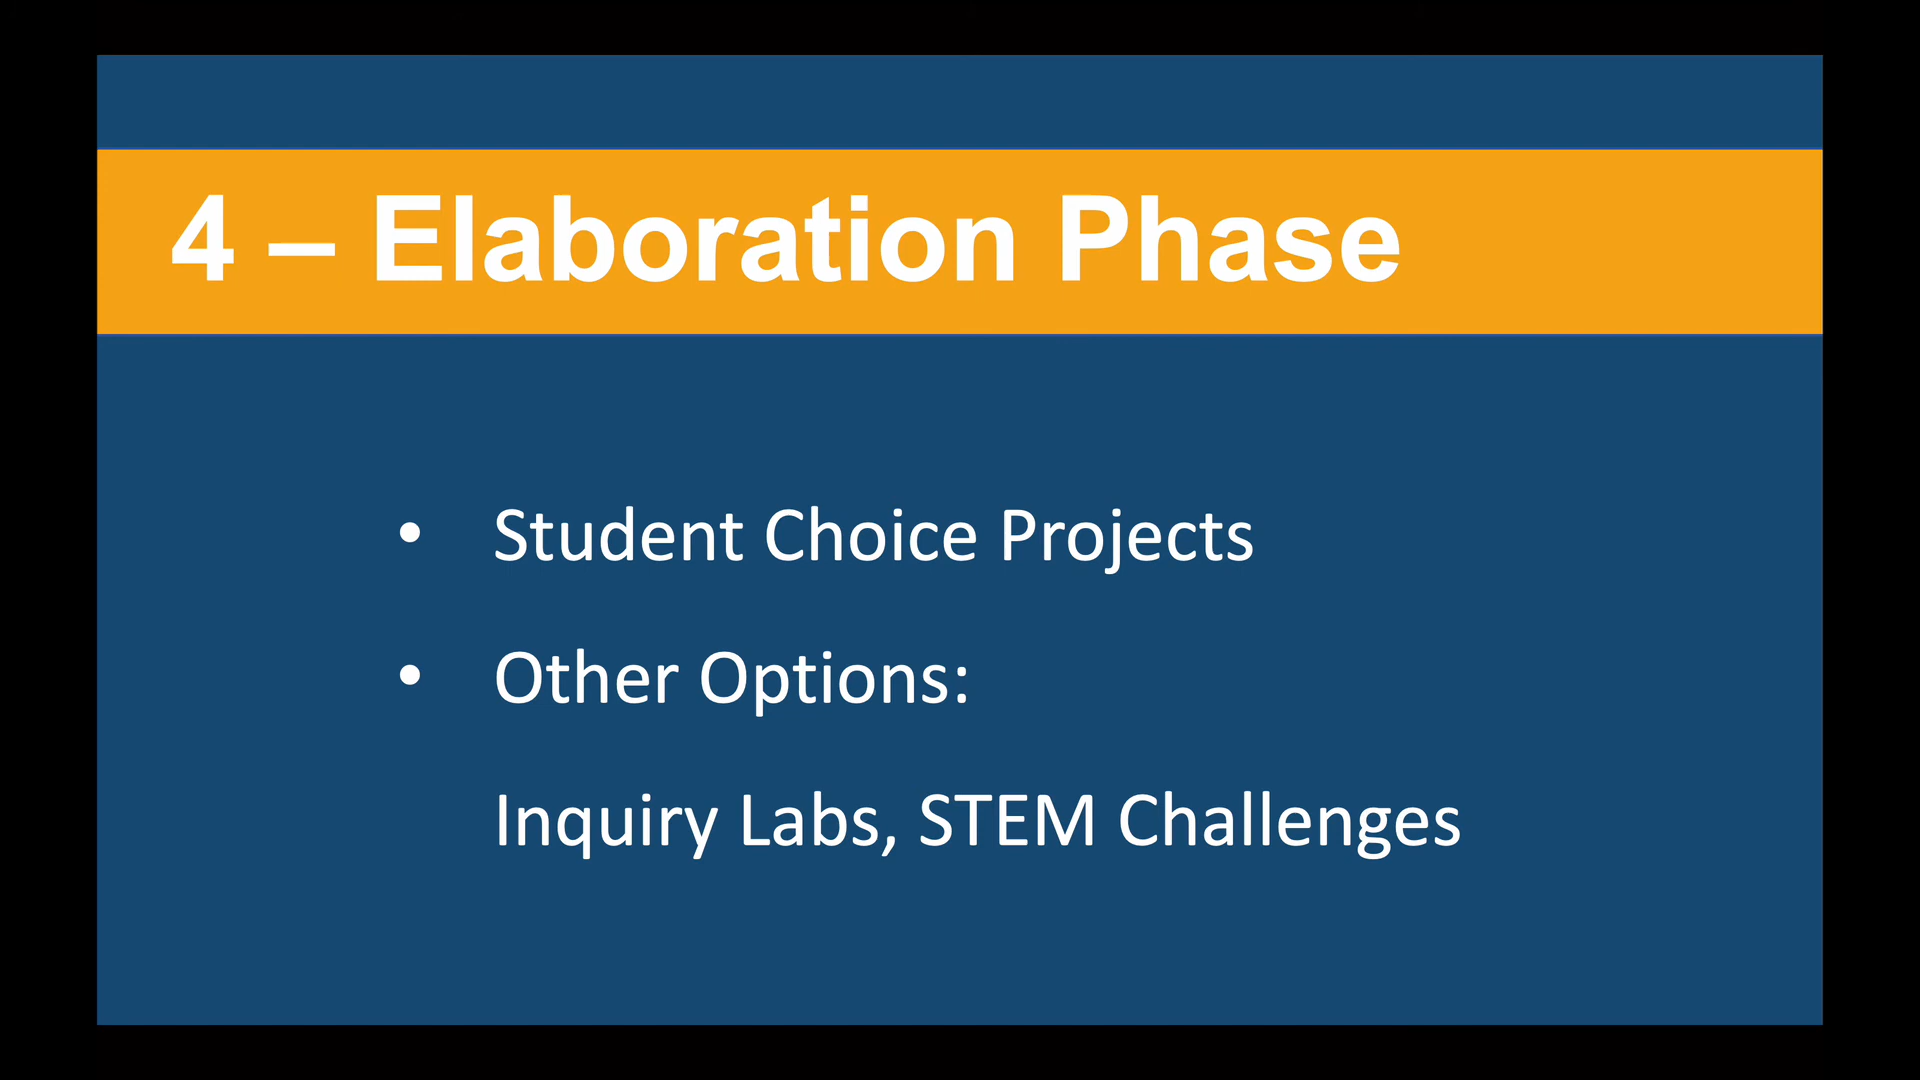 4 – Elaboration Phase
• Student Choice Projects
• Other Options:
Inquiry Labs, STEM Challenges